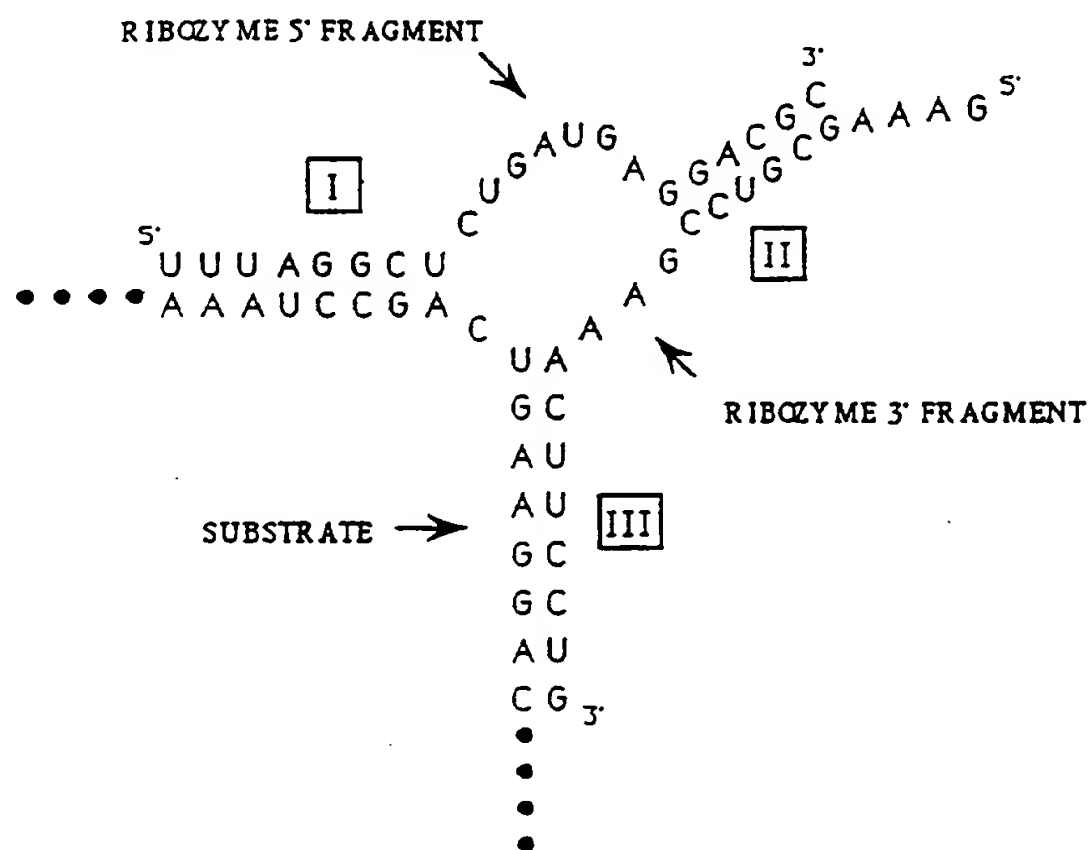 RIBOZYME 5' FRAGMENT
3'
5'
C U G A U G A G G A C G C
G A A A G C G U C C G A A
I
5'
U U U A G G C U
A A A U C C G A
II
C
U A
G C
RIBOZYME 3' FRAGMENT
A U
A U
III
SUBSTRATE
G C
G C
A U
C G
3'